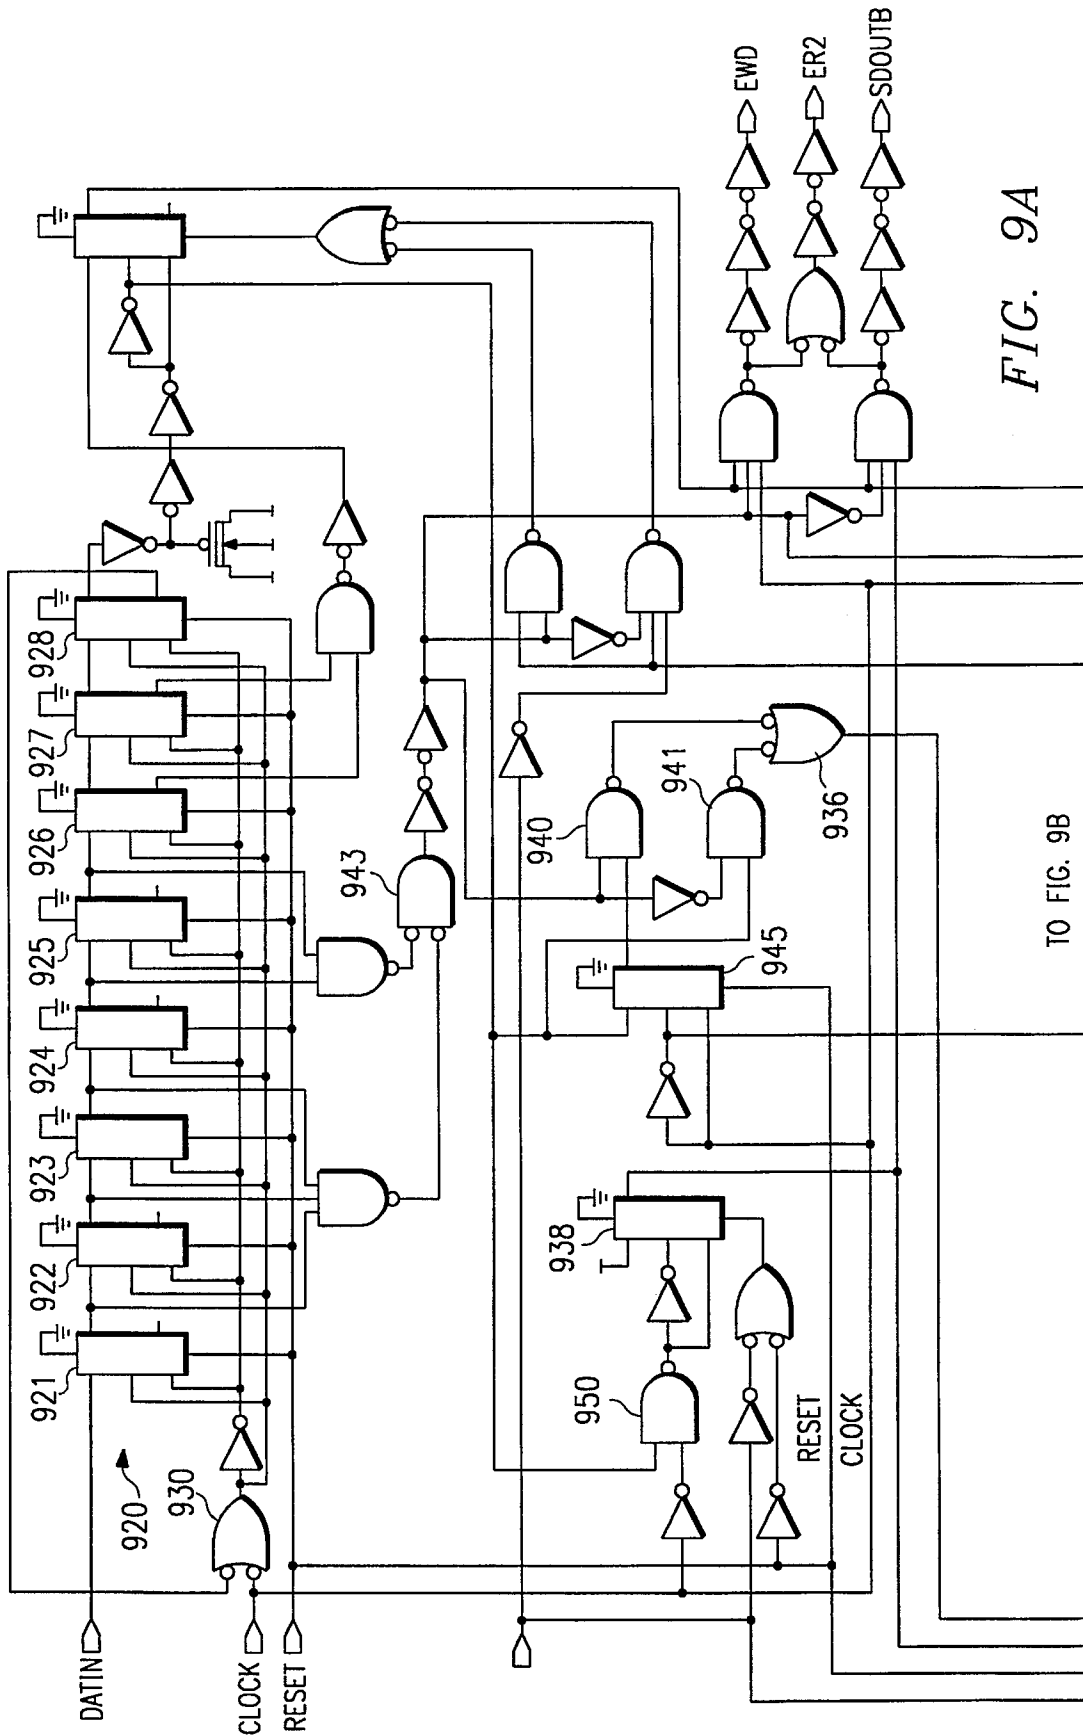 DATIN
CLOCK
RESET
920
930
921
922
923
924
925
926
927
928
943
950
938
945
940
941
936
RESET
CLOCK
EWD
ER2
SDOUTB
TO FIG. 9B
FIG. 9A